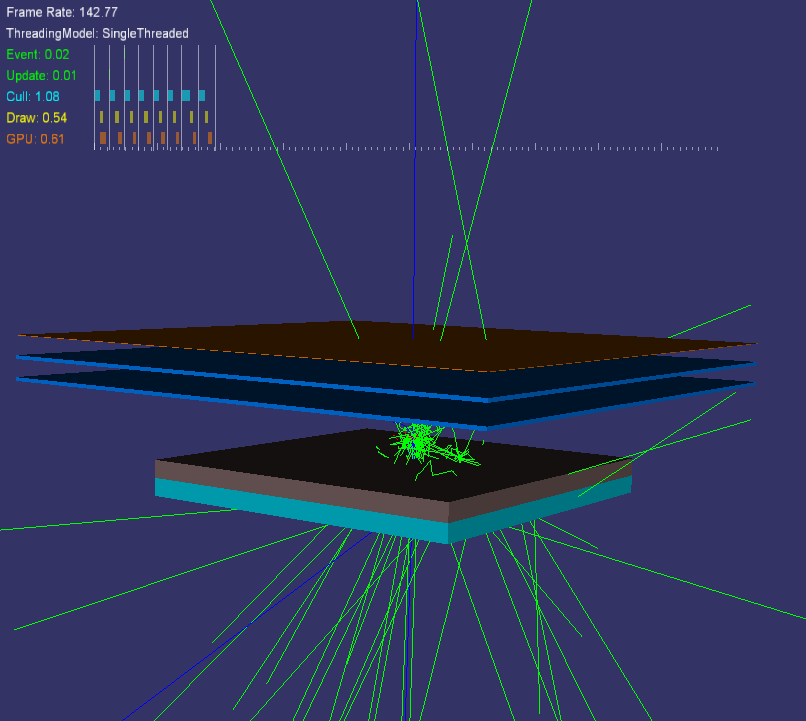 Frame Rate: 142.77
ThreadingModel: SingleThreaded
Event: 0.02
Update: 0.01
Cull: 1.08
Draw: 0.54
GPU: 0.61